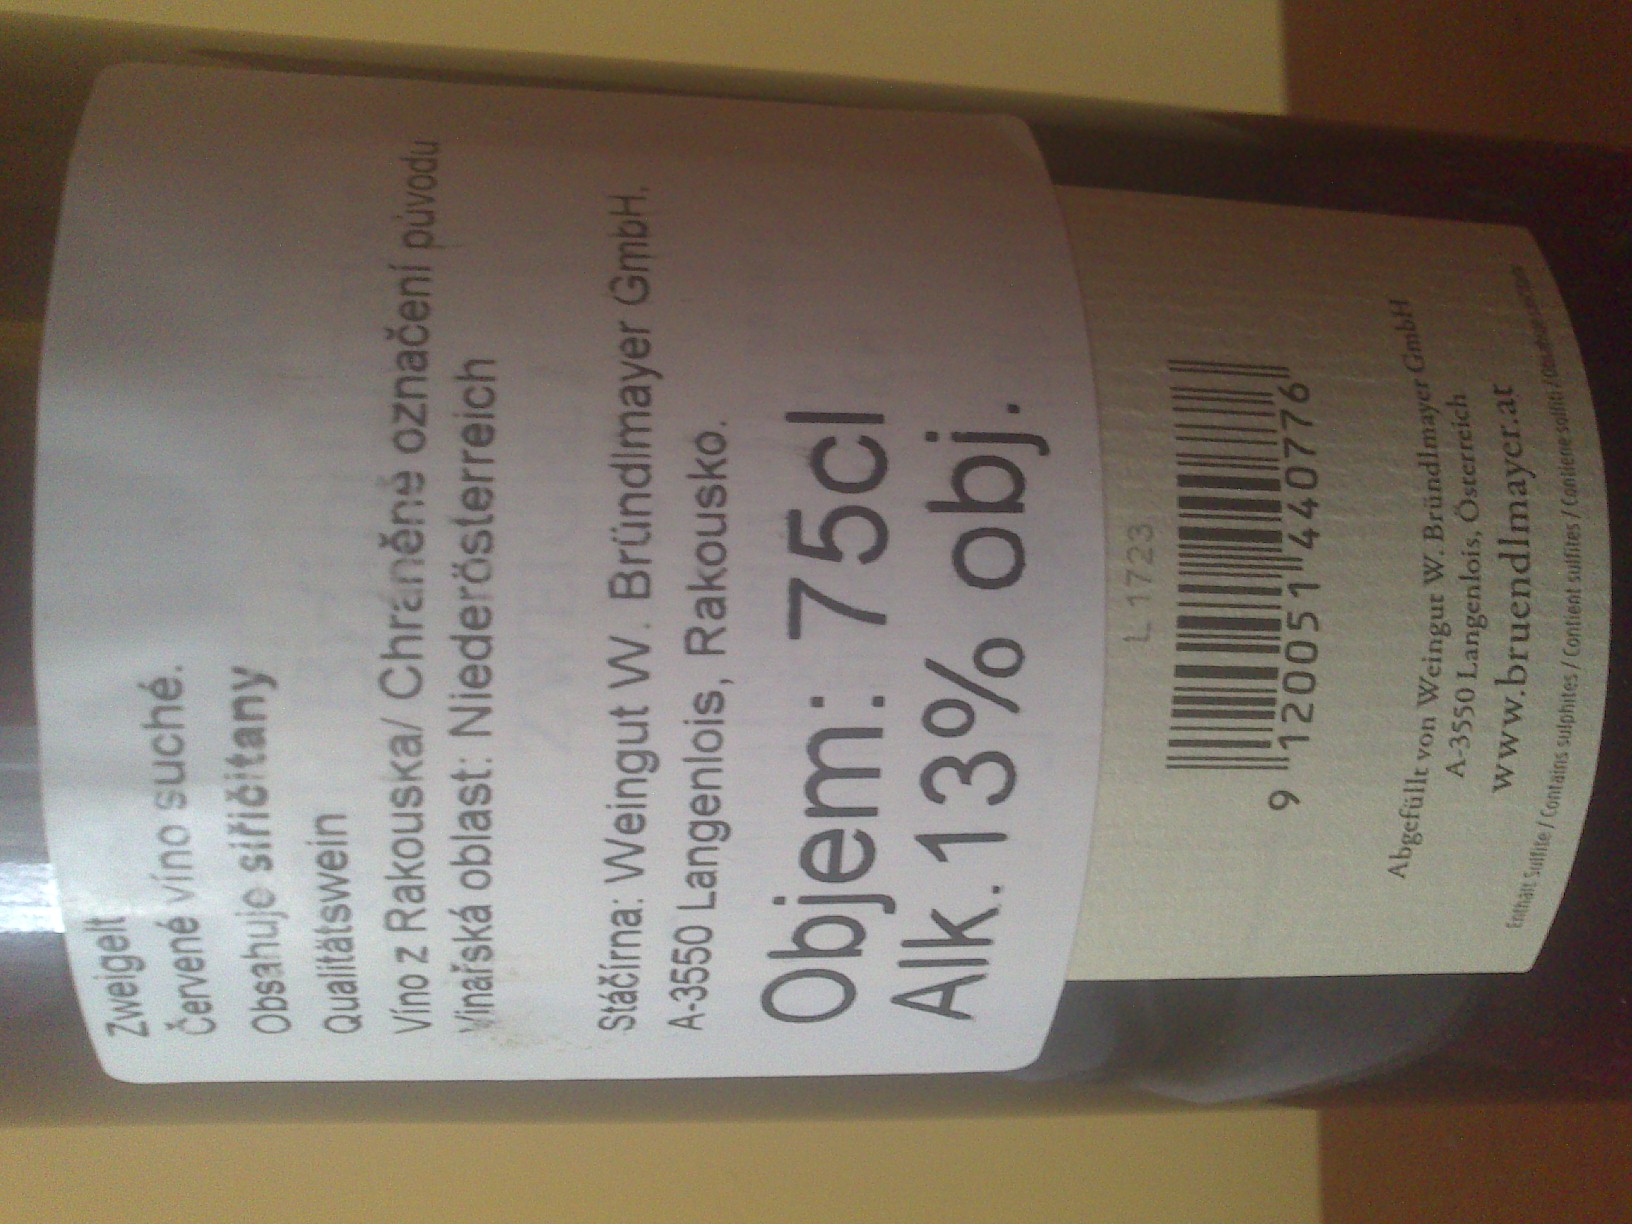 Zweigelt
Červené víno suché.
Obsahuje siřičitany
Qualitätswein
Víno z Rakouska/ Chráněné označení původu
Vinařská oblast: Niederösterreich
Stáčírna: Weingut W. Bründlmayer GmbH.
A-3550 Langenlois, Rakousko.
Objem: 75cl
Alk.13% obj.
L 1723
9 120051 440776
Abgefüllt von Weingut W. Bründlmayer GmbH
A-3550 Langenlois, Österreich
www.bruendlmayer.at
Enthält Sulfite / Contains sulphites / Contient sulfites / Contiene solfiti /